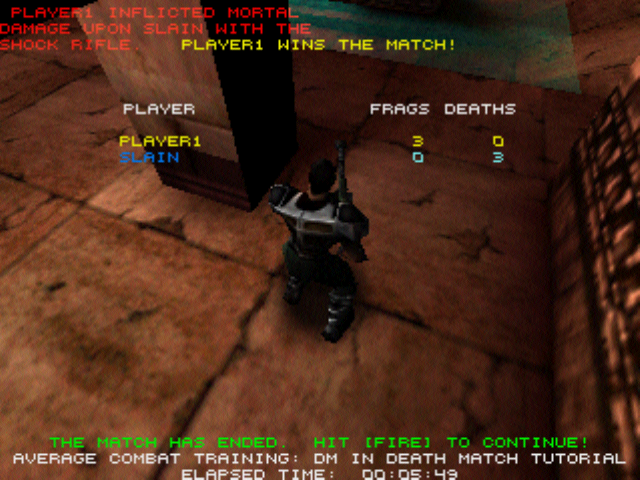 PLAYER1 INFLICTED MORTAL
DAMAGE UPON SLAIN WITH THE
SHOCK RIFLE. PLAYER1 WINS THE MATCH!
PLAYER FRAGS DEATHS
PLAYER1 3 0
SLAIN 0 3
THE MATCH HAS ENDED. HIT [FIRE] TO CONTINUE!
AVERAGE COMBAT TRAINING: DM IN DEATH MATCH TUTORIAL
ELAPSED TIME: 00:05:49